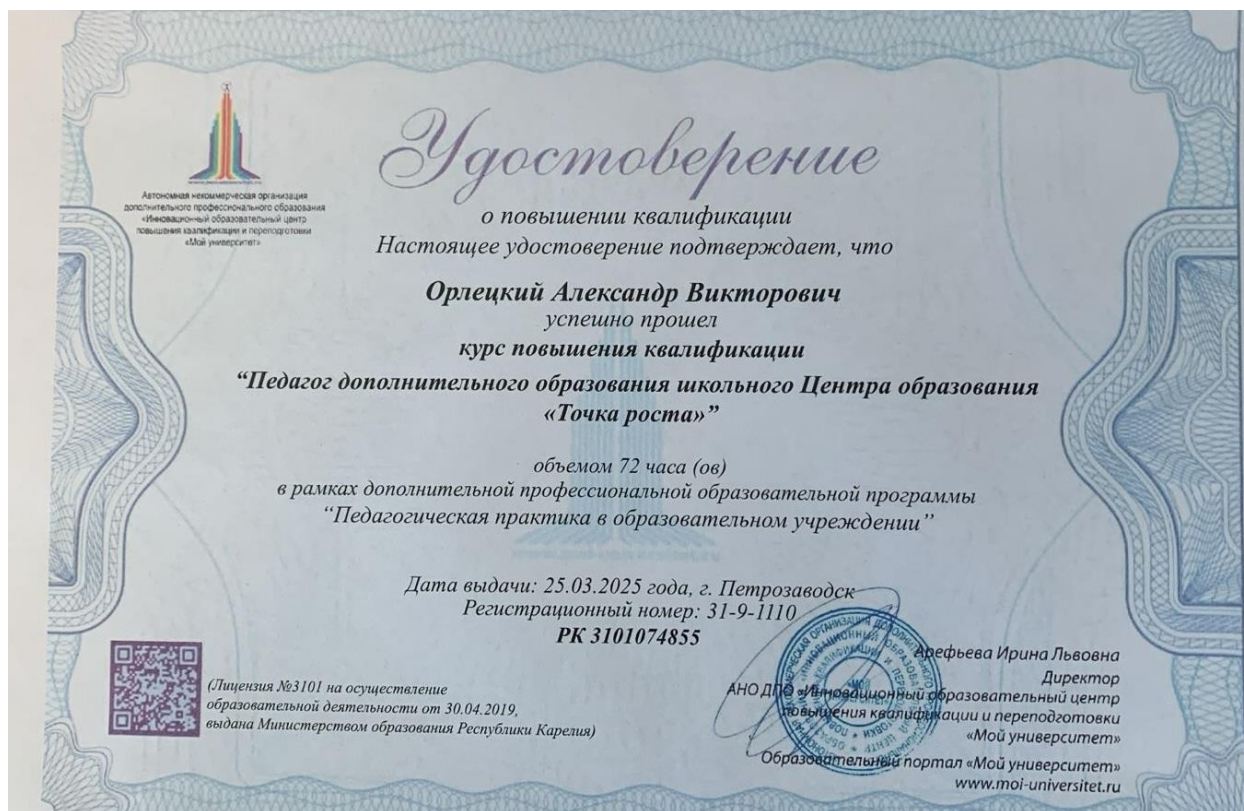 Автономная некоммерческая организация
дополнительного профессионального образования
«Инновационный образовательный центр
повышения квалификации и переподготовки
«Мой университет»
Удостоверение
о повышении квалификации
Настоящее удостоверение подтверждает, что
Орлецкий Александр Викторович
успешно прошел
курс повышения квалификации
“Педагог дополнительного образования школьного Центра образования
«Точка роста»”
объемом 72 часа (ов)
в рамках дополнительной профессиональной образовательной программы
“Педагогическая практика в образовательном учреждении”
Дата выдачи: 25.03.2025 года, г. Петрозаводск
Регистрационный номер: 31-9-1110
РК 3101074855
(Лицензия №3101 на осуществление
образовательной деятельности от 30.04.2019,
выдана Министерством образования Республики Карелия)
Арефьева Ирина Львовна
Директор
АНО ДПО «Инновационный образовательный центр
повышения квалификации и переподготовки
«Мой университет»
Образовательный портал «Мой университет»
www.moi-universitet.ru